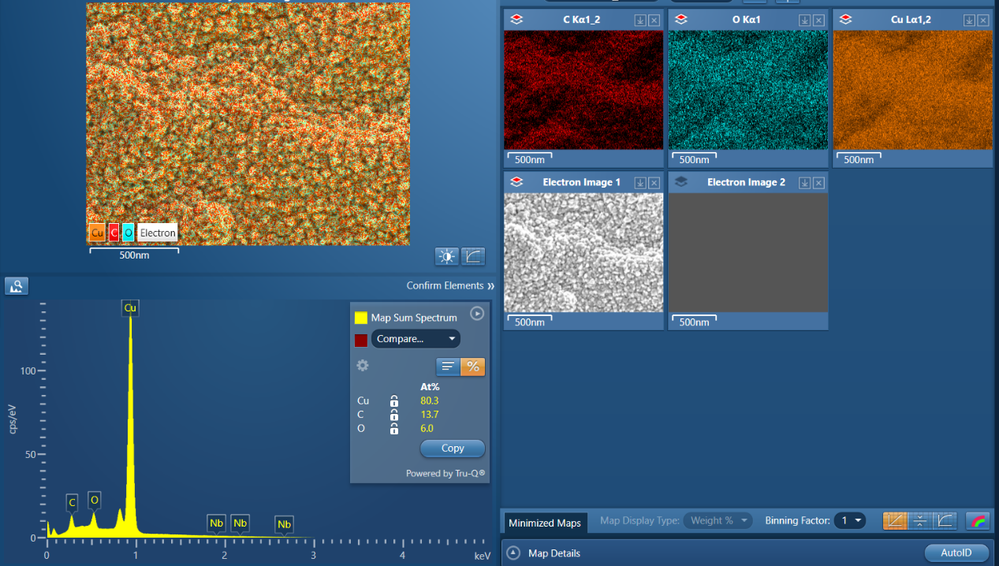 C Kα1_2
O Kα1
Cu Lα1,2
500nm
500nm
500nm
Electron Image 1
Electron Image 2
500nm
500nm
Cu C O Electron
500nm
Confirm Elements »
Cu
Map Sum Spectrum
Compare...
%
At%
Cu 80.3
C 13.7
O 6.0
Copy
Powered by Tru-Q®
cps/eV
100
50
0
C
O
Nb
Nb
Nb
0 1 2 3 4 keV
Minimized Maps
Map Display Type: Weight %
Binning Factor: 1
Map Details
AutoID